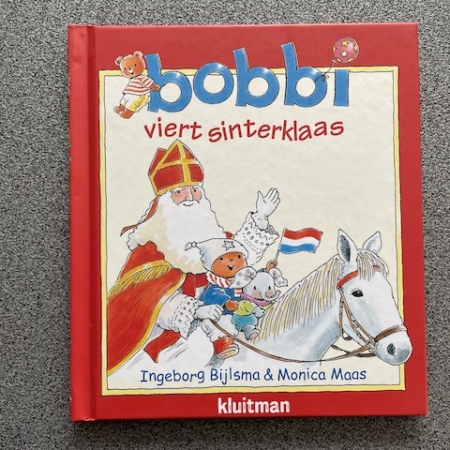 bobbi
viert sinterklaas
Ingeborg Bijlsma & Monica Maas
kluitman